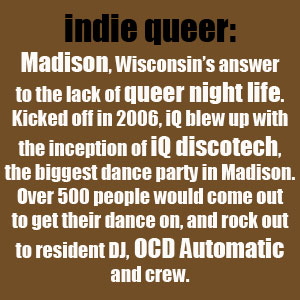 indie queer:
Madison, Wisconsin's answer
to the lack of queer night life.
Kicked off in 2006, iQ blew up with
the inception of iQ discotech,
the biggest dance party in Madison.
Over 500 people would come out
to get their dance on, and rock out
to resident DJ, OCD Automatic
and crew.